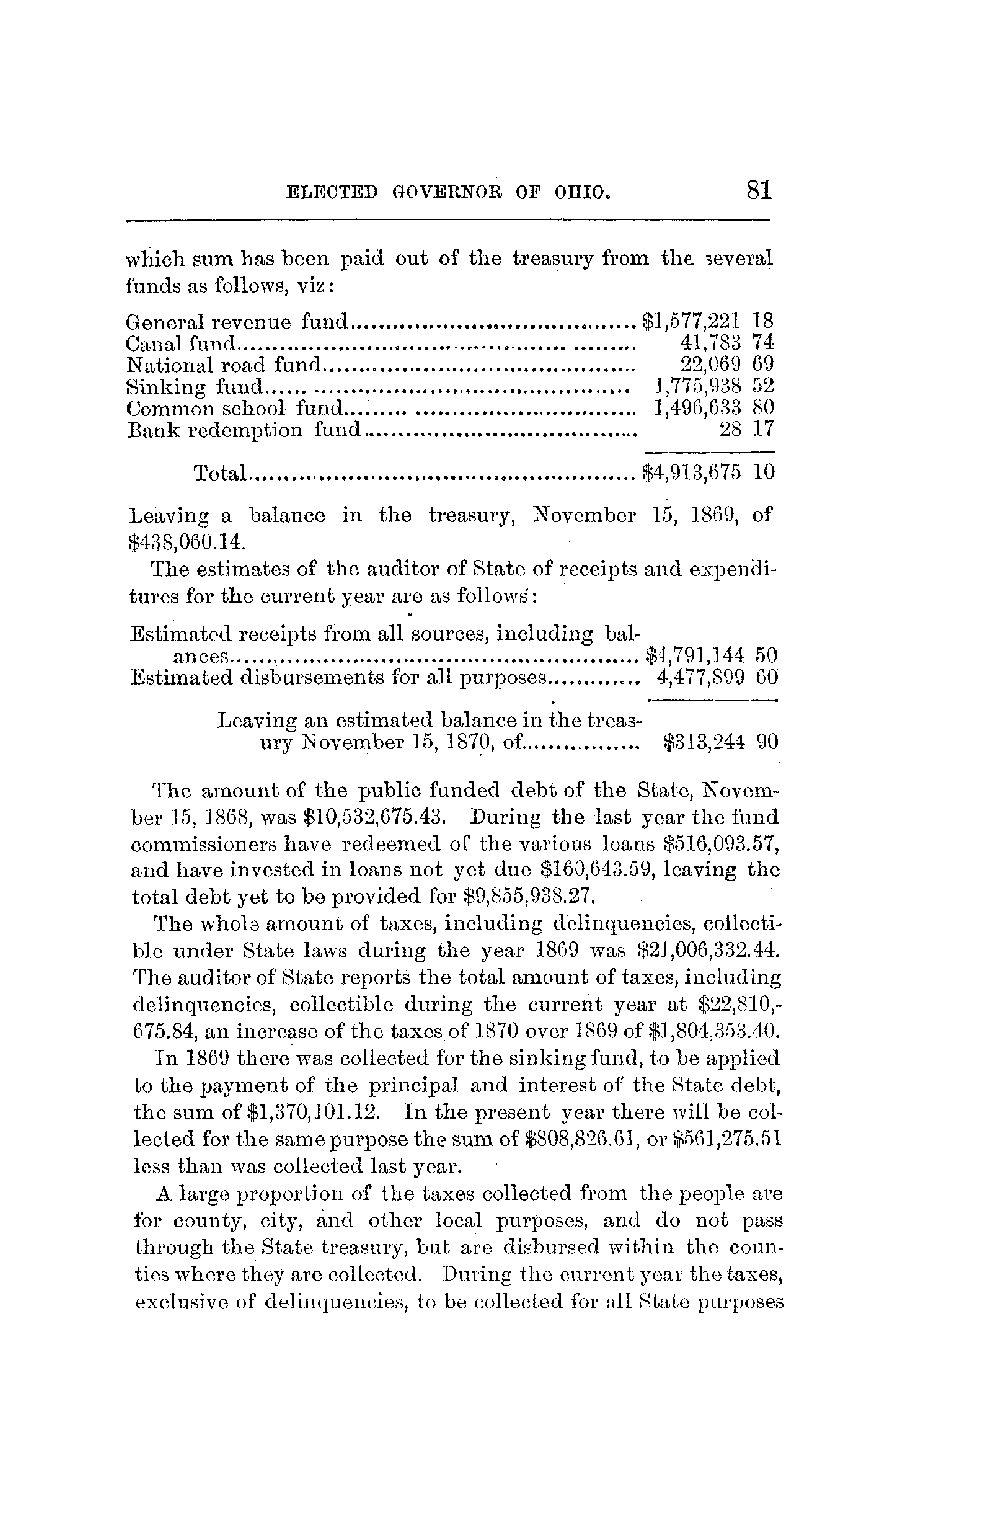 ELECTED GOVERNOR OF OHIO. 81
which sum has been paid out of the treasury from the several
funds as follows, viz:
General revenue fund........................................ $1,577,221 18
Canal fund........................................................ 41,783 74
National road fund............................................ 22,069 69
Sinking fund.................................................... 1,775,938 52
Common school fund......................................... 1,496,633 80
Bank redemption fund...................................... 28 17
Total...................................................... $4,913,675 10
Leaving a balance in the treasury, November 15, 1869, of
$438,060.14.
The estimates of the auditor of State of receipts and expendi-
tures for the current year are as follows:
Estimated receipts from all sources, including bal-
ances......................................................... $4,791,144 50
Estimated disbursements for all purposes............. 4,477,899 60
Leaving an estimated balance in the treas-
ury November 15, 1870, of................. $313,244 90
The amount of the public funded debt of the State, Novem-
ber 15, 1868, was $10,532,675.43. During the last year the fund
commissioners have redeemed of the various loans $516,093.57,
and have invested in loans not yet due $160,643.59, leaving the
total debt yet to be provided for $9,855,938.27.
The whole amount of taxes, including delinquencies, collecti-
ble under State laws during the year 1869 was $21,006,332.44.
The auditor of State reports the total amount of taxes, including
delinquencies, collectible during the current year at $22,810,-
675.84, an increase of the taxes of 1870 over 1869 of $1,804,353.40.
In 1869 there was collected for the sinking fund, to be applied
to the payment of the principal and interest of the State debt,
the sum of $1,370,101.12. In the present year there will be col-
lected for the same purpose the sum of $808,826.61, or $561,275.51
less than was collected last year.
A large proportion of the taxes collected from the people are
for county, city, and other local purposes, and do not pass
through the State treasury, but are disbursed within the coun-
ties where they are collected. During the current year the taxes,
exclusive of delinquencies, to be collected for all State purposes